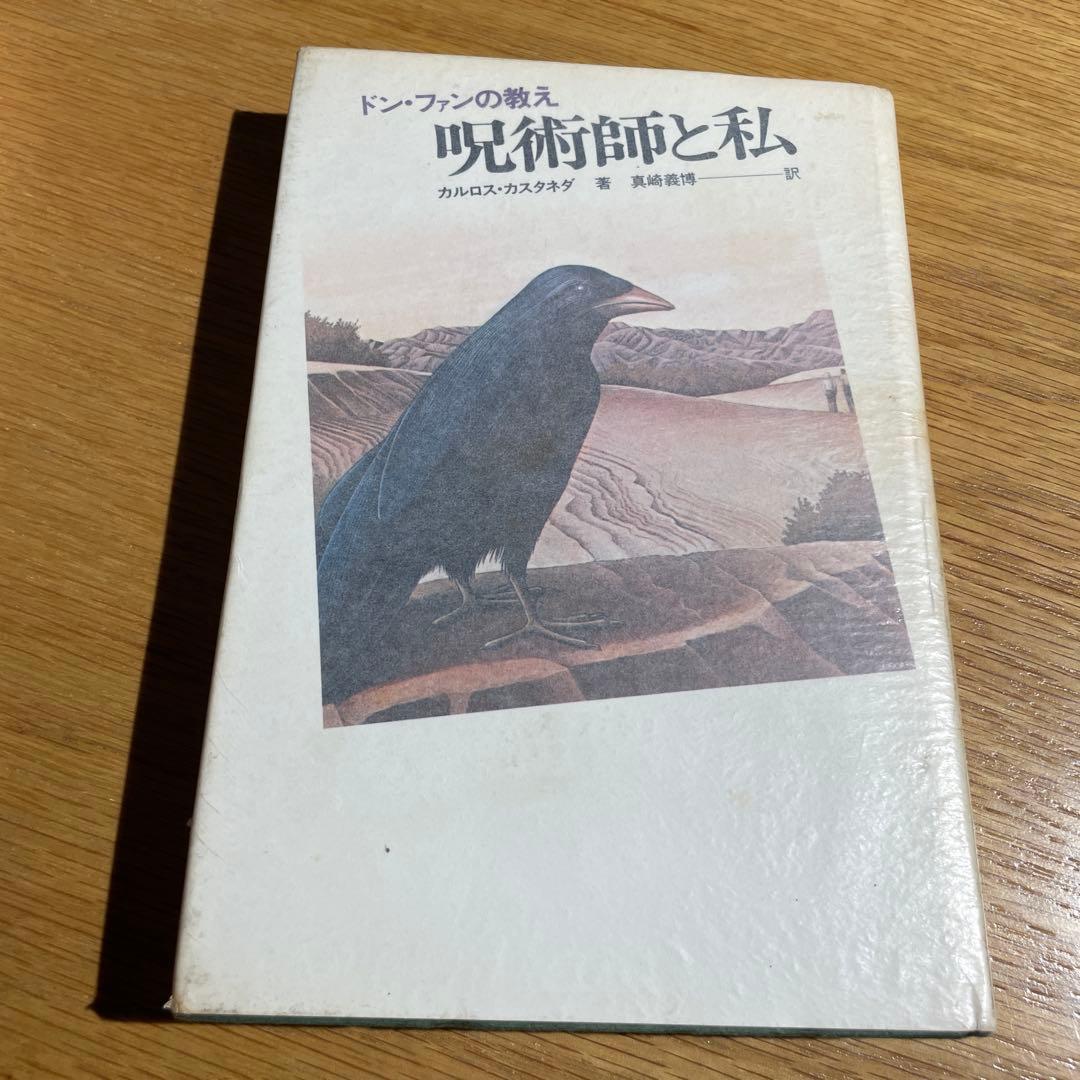 ドン・ファンの教え
呪術師と私
カルロス・カスタネダ 著 真崎義博――訳